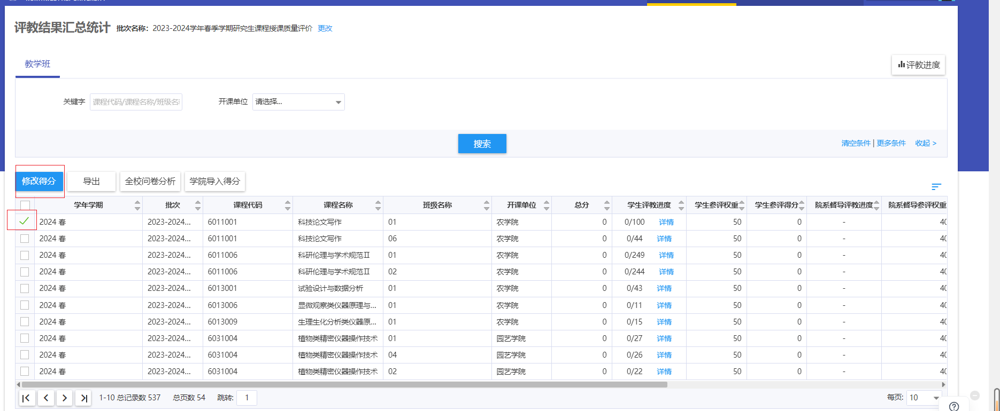 评教结果汇总统计 批次名称: 2023-2024学年春季学期研究生课程授课质量评价 更改
教学班
评教进度
关键字 课程代码/课程名称/班级名称 开课单位 请选择...
搜索
清空条件 | 更多条件 收起 >
修改得分 导出 全校问卷分析 学院导入得分
学年学期 批次 课程代码 课程名称 班级名称 开课单位 总分 学生评教进度 学生参评权重 学生参评得分 院系督导评教进度 院系督导参评权重
2024 春 2023-2024... 6011001 科技论文写作 01 农学院 0 0/100 详情 50 0 - 40
2024 春 2023-2024... 6011001 科技论文写作 06 农学院 0 0/44 详情 50 0 - 40
2024 春 2023-2024... 6011006 科研伦理与学术规范Ⅱ 01 农学院 0 0/249 详情 50 0 - 40
2024 春 2023-2024... 6011006 科研伦理与学术规范Ⅱ 02 农学院 0 0/244 详情 50 0 - 40
2024 春 2023-2024... 6013001 试验设计与数据分析 01 农学院 0 0/43 详情 50 0 - 40
2024 春 2023-2024... 6013006 显微观察类仪器原理与... 01 农学院 0 0/11 详情 50 0 - 40
2024 春 2023-2024... 6013009 生理生化分析类仪器原... 01 农学院 0 0/15 详情 50 0 - 40
2024 春 2023-2024... 6031004 植物类精密仪器操作技术 01 园艺学院 0 0/27 详情 50 0 - 40
2024 春 2023-2024... 6031004 植物类精密仪器操作技术 04 园艺学院 0 0/26 详情 50 0 - 40
2024 春 2023-2024... 6031004 植物类精密仪器操作技术 02 园艺学院 0 0/22 详情 50 0 - 40
1-10 总记录数 537 总页数 54 跳转: 1 每页: 10